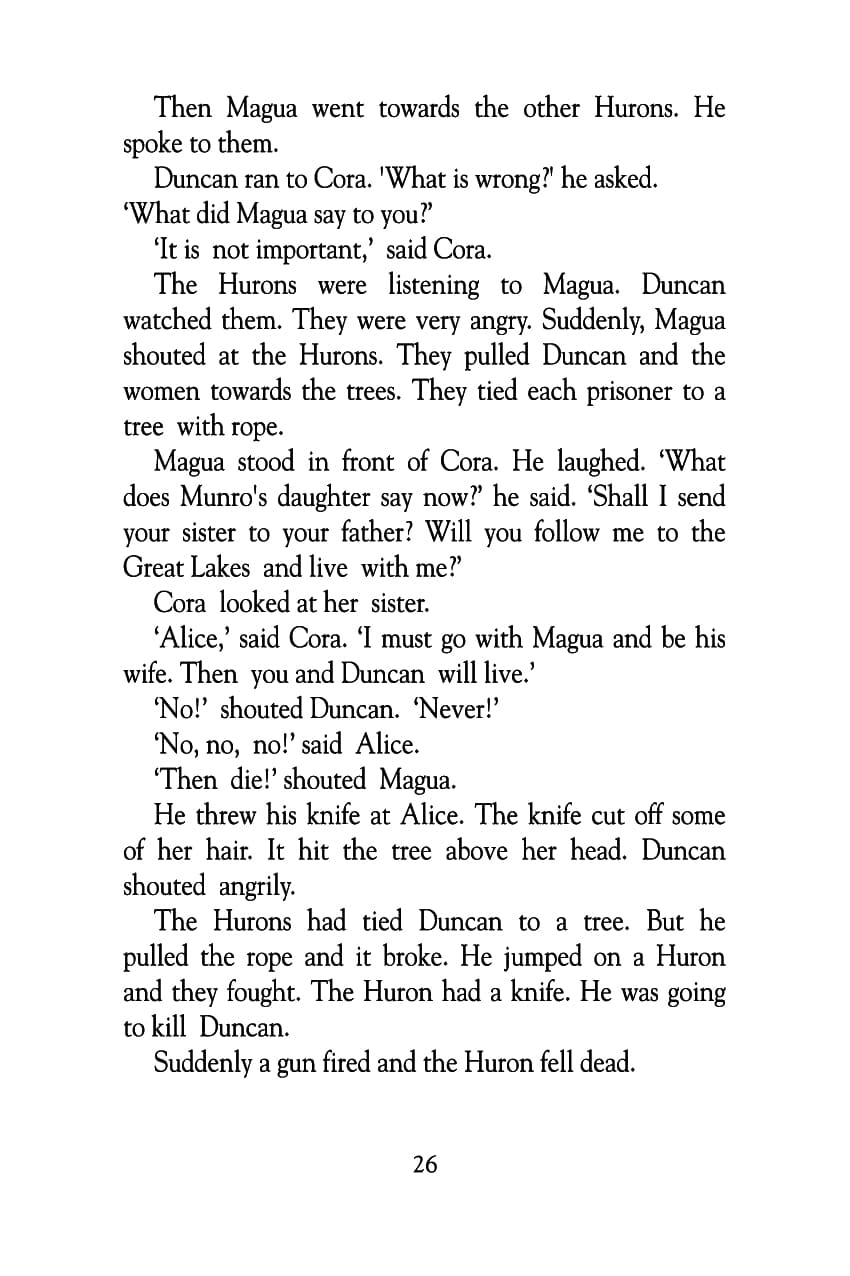 Then Magua went towards the other Hurons. He
spoke to them.
Duncan ran to Cora. 'What is wrong?' he asked.
‘What did Magua say to you?’
‘It is not important,’ said Cora.
The Hurons were listening to Magua. Duncan
watched them. They were very angry. Suddenly, Magua
shouted at the Hurons. They pulled Duncan and the
women towards the trees. They tied each prisoner to a
tree with rope.
Magua stood in front of Cora. He laughed. ‘What
does Munro's daughter say now?’ he said. ‘Shall I send
your sister to your father? Will you follow me to the
Great Lakes and live with me?’
Cora looked at her sister.
‘Alice,’ said Cora. ‘I must go with Magua and be his
wife. Then you and Duncan will live.’
‘No!’ shouted Duncan. ‘Never!’
‘No, no, no!’ said Alice.
‘Then die!’ shouted Magua.
He threw his knife at Alice. The knife cut off some
of her hair. It hit the tree above her head. Duncan
shouted angrily.
The Hurons had tied Duncan to a tree. But he
pulled the rope and it broke. He jumped on a Huron
and they fought. The Huron had a knife. He was going
to kill Duncan.
Suddenly a gun fired and the Huron fell dead.
26